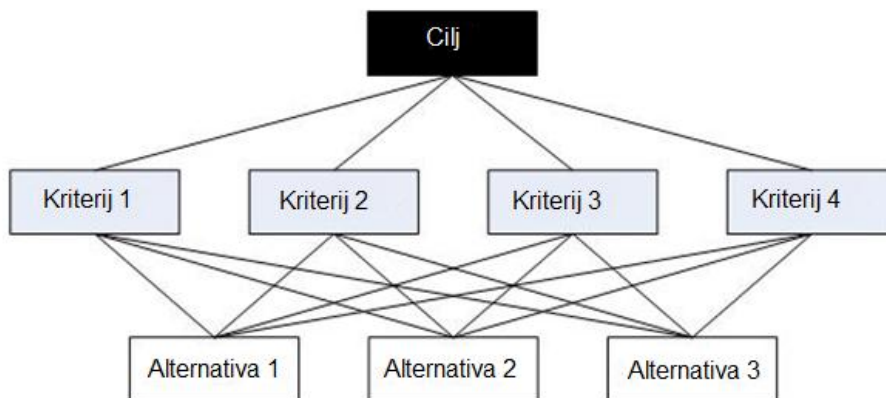 Cilj
Kriterij 1
Kriterij 2
Kriterij 3
Kriterij 4
Alternativa 1
Alternativa 2
Alternativa 3